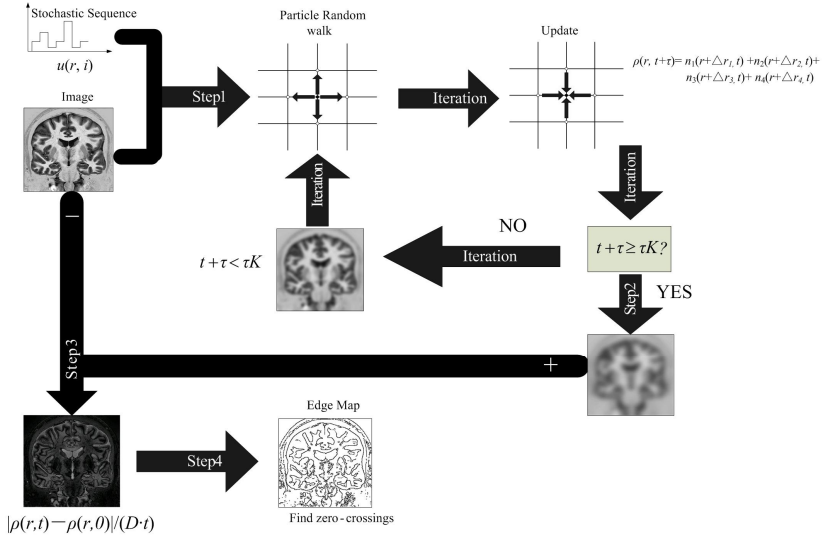 Stochastic Sequence
u(r, i)
Image
Step1
Particle Random
walk
Iteration
Update
ρ(r, t+τ)= n₁(r+△r₁, t) +n₂(r+△r₂, t)+
n₃(r+△r₃, t)+ n₄(r+△r₄, t)
Iteration
t+τ≥τK?
NO
Iteration
t+τ<τK
Iteration
Step2
YES
−
+
Step3
|ρ(r,t)−ρ(r,0)|/(D·t)
Step4
Edge Map
Find zero-crossings